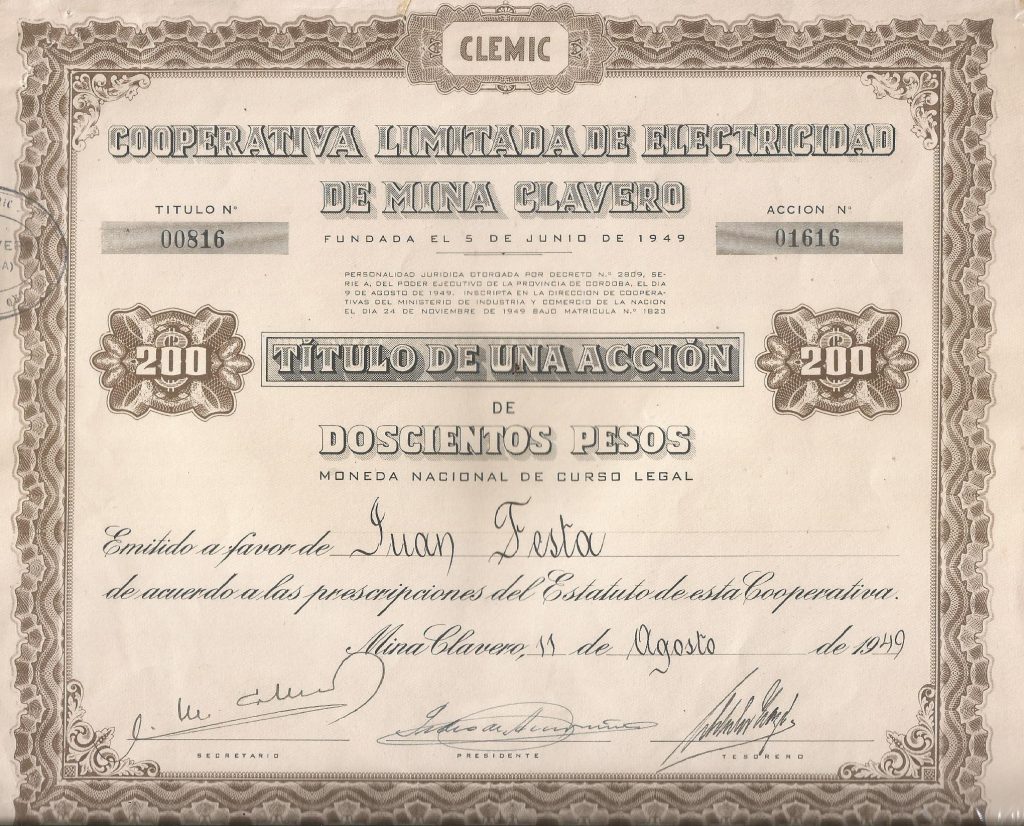 CLEMIC
COOPERATIVA LIMITADA DE ELECTRICIDAD
DE MINA CLAVERO
TITULO Nº
00816
FUNDADA EL 5 DE JUNIO DE 1949
ACCION Nº
01616
PERSONALIDAD JURIDICA OTORGADA POR DECRETO N.º 2809, SE-
RIE A, DEL PODER EJECUTIVO DE LA PROVINCIA DE CORDOBA, EL DIA
9 DE AGOSTO DE 1949. INSCRIPTA EN LA DIRECCION DE COOPERA-
TIVAS DEL MINISTERIO DE INDUSTRIA Y COMERCIO DE LA NACION
EL DIA 24 DE NOVIEMBRE DE 1949 BAJO MATRICULA N.º 1823
200
TÍTULO DE UNA ACCIÓN
200
DE
DOSCIENTOS PESOS
MONEDA NACIONAL DE CURSO LEGAL
Emitido a favor de Juan Festa
de acuerdo a las prescripciones del Estatuto de esta Cooperativa.
Mina Clavero, 11 de Agosto de 1949
SECRETARIO
PRESIDENTE
TESORERO